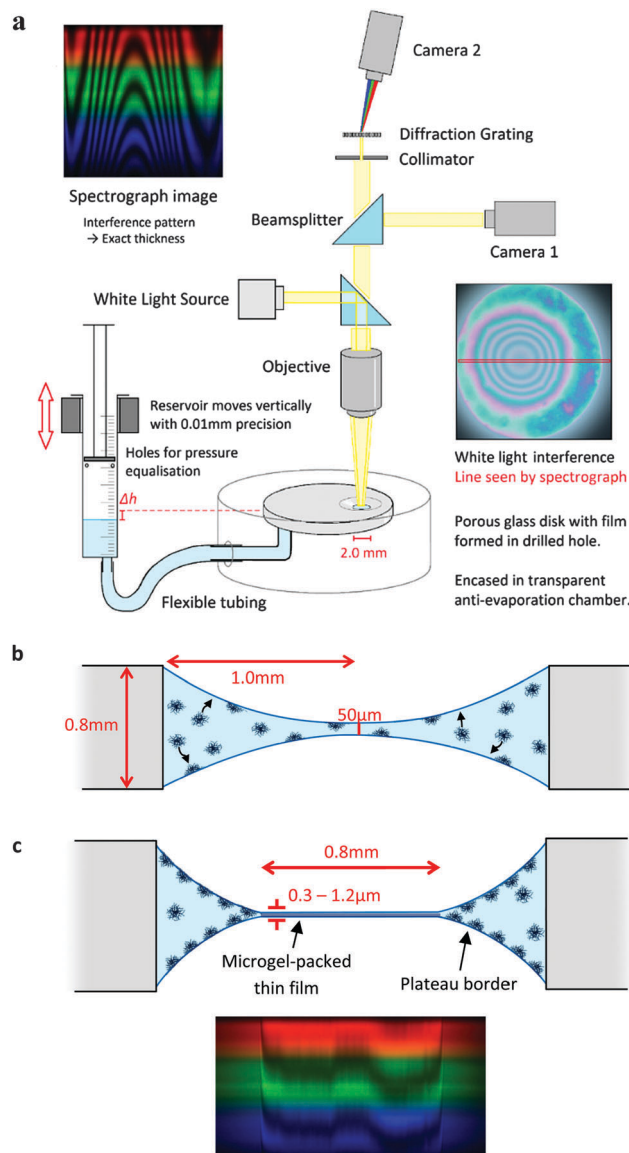 a
Camera 2
Diffraction Grating
Collimator
Spectrograph image
Interference pattern
→ Exact thickness
Beamsplitter
Camera 1
White Light Source
Objective
Reservoir moves vertically
with 0.01mm precision
Holes for pressure
equalisation
Δh
2.0 mm
Flexible tubing
White light interference
Line seen by spectrograph
Porous glass disk with film
formed in drilled hole.
Encased in transparent
anti-evaporation chamber.
b
1.0mm
0.8mm
50µm
c
0.8mm
0.3 – 1.2µm
Microgel-packed
thin film
Plateau border